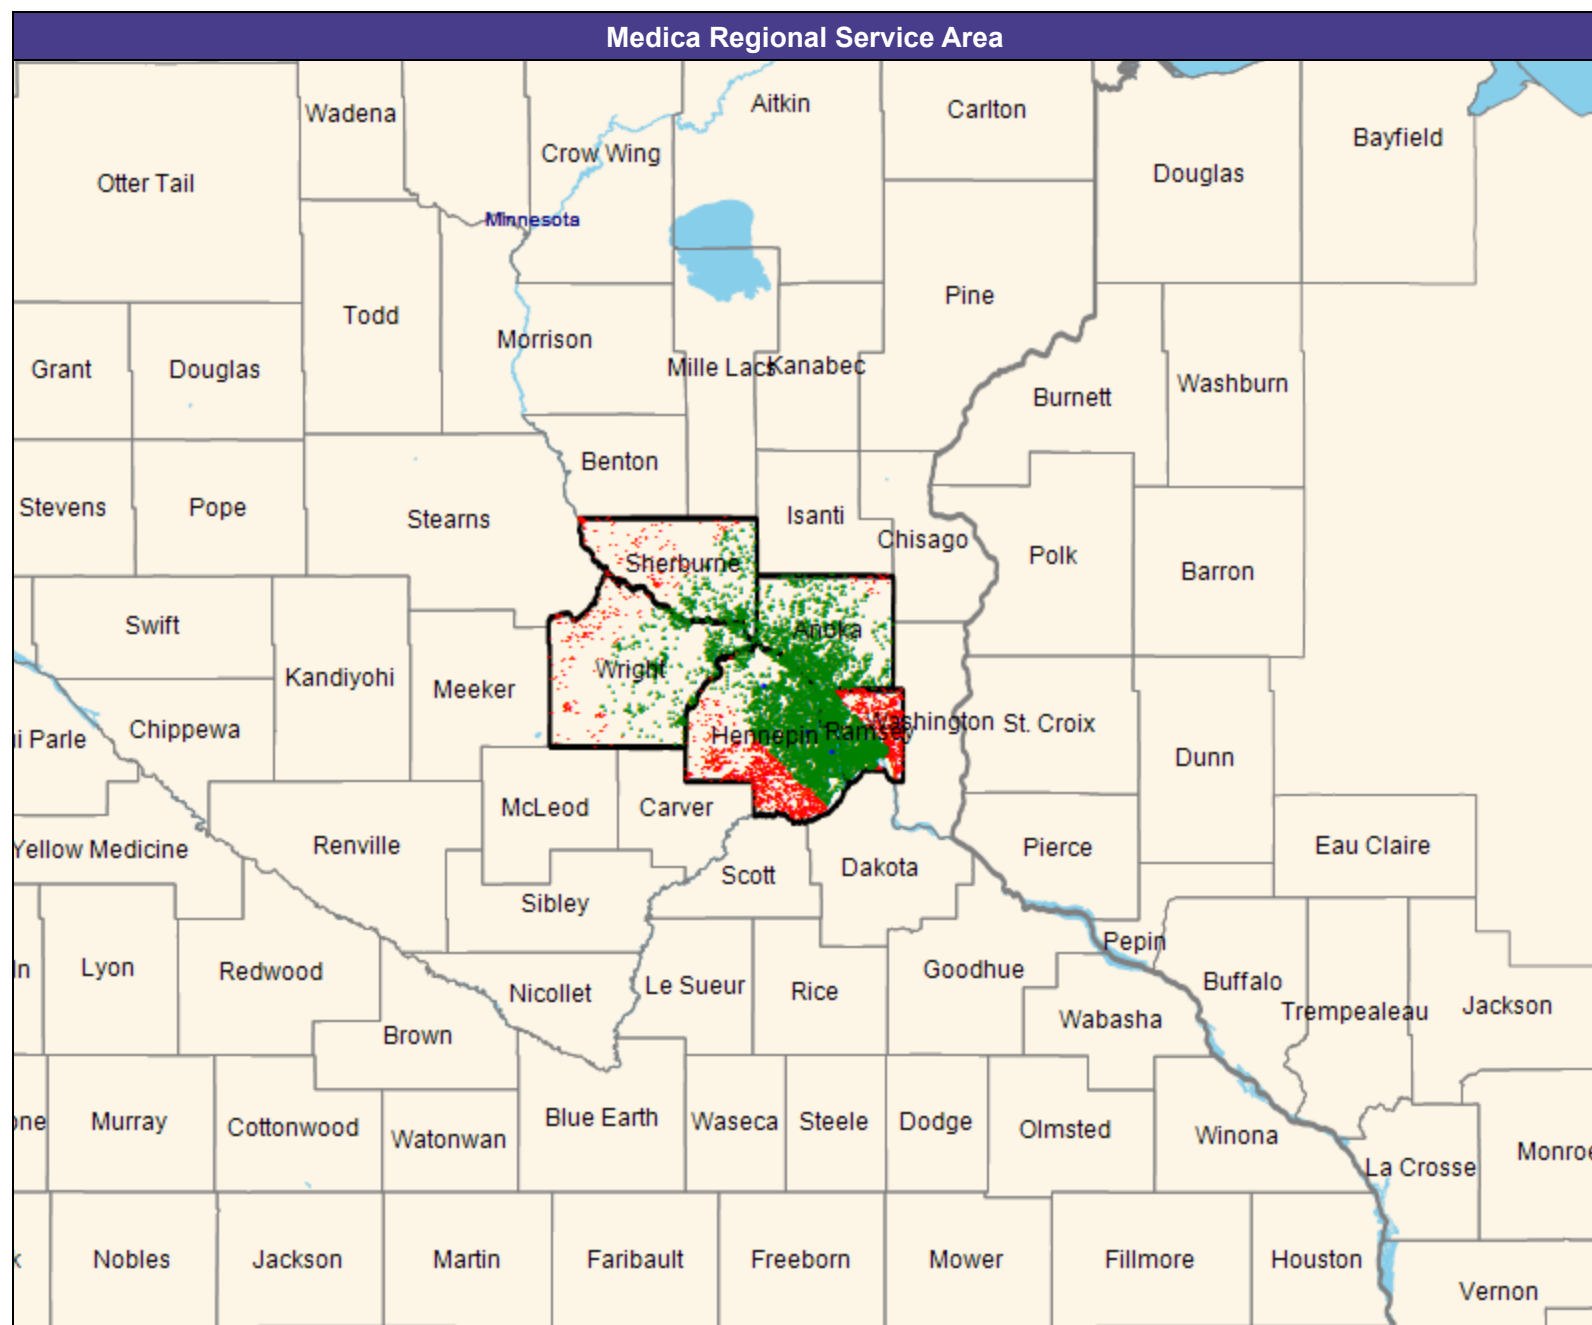 Medica Regional Service Area
Aitkin
Carlton
Wadena
Bayfield
Crow Wing
Douglas
Otter Tail
Minnesota
Pine
Todd
Morrison
Mille Lacs
Kanabec
Grant
Douglas
Washburn
Burnett
Benton
Stevens
Pope
Stearns
Isanti
Chisago
Polk
Sherburne
Barron
Swift
Anoka
Wright
Kandiyohi
Meeker
Washington
St. Croix
Chippewa
Hennepin
Ramsey
i Parle
Dunn
McLeod
Carver
Renville
Yellow Medicine
Pierce
Eau Claire
Scott
Dakota
Sibley
Pepin
Lyon
Redwood
Goodhue
ln
Le Sueur
Rice
Nicollet
Buffalo
Trempealeau
Jackson
Wabasha
Brown
Murray
Cottonwood
Blue Earth
Waseca
Steele
Dodge
Olmsted
one
Watonwan
Winona
Monroe
La Crosse
Nobles
Jackson
Martin
Faribault
Freeborn
Mower
Fillmore
Houston
k
Vernon